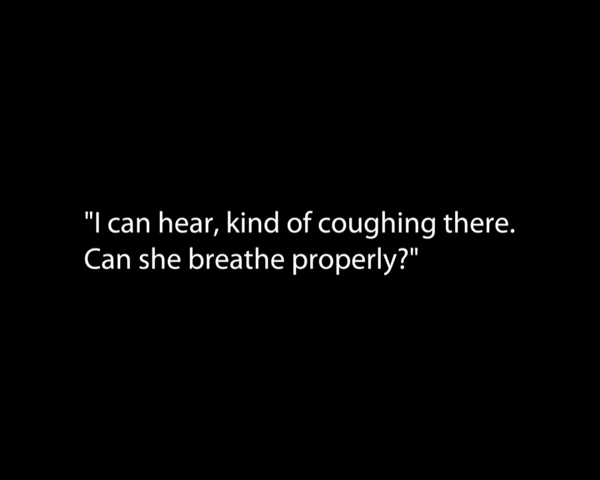 "I can hear, kind of coughing there.
Can she breathe properly?"